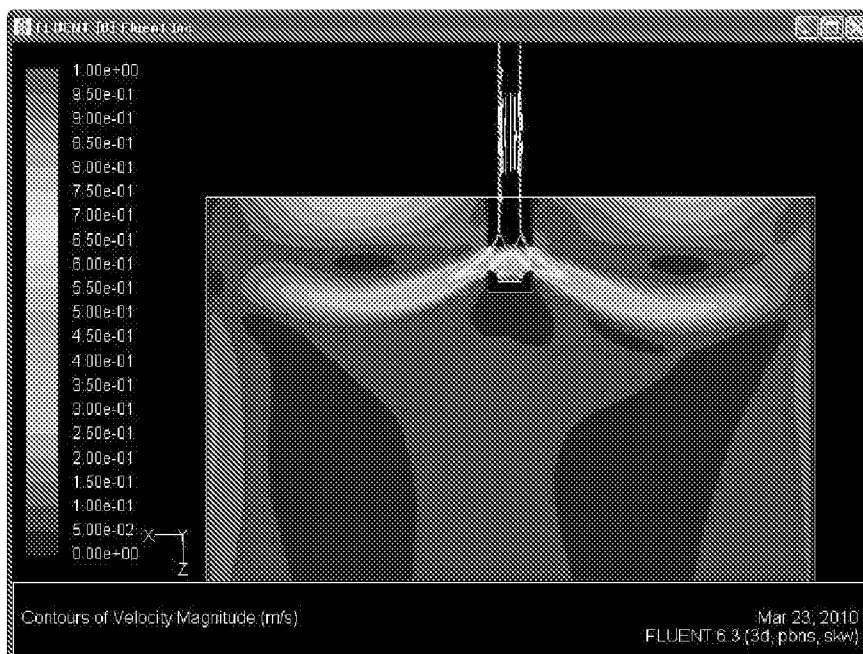 FLUENT [0] Fluent Inc
1.00e+00
9.50e-01
9.00e-01
8.50e-01
8.00e-01
7.50e-01
7.00e-01
6.50e-01
6.00e-01
5.50e-01
5.00e-01
4.50e-01
4.00e-01
3.50e-01
3.00e-01
2.50e-01
2.00e-01
1.50e-01
1.00e-01
5.00e-02
0.00e+00
X
Y
Z
Contours of Velocity Magnitude (m/s)
Mar 23, 2010
FLUENT 6.3 (3d, pbns, skw)